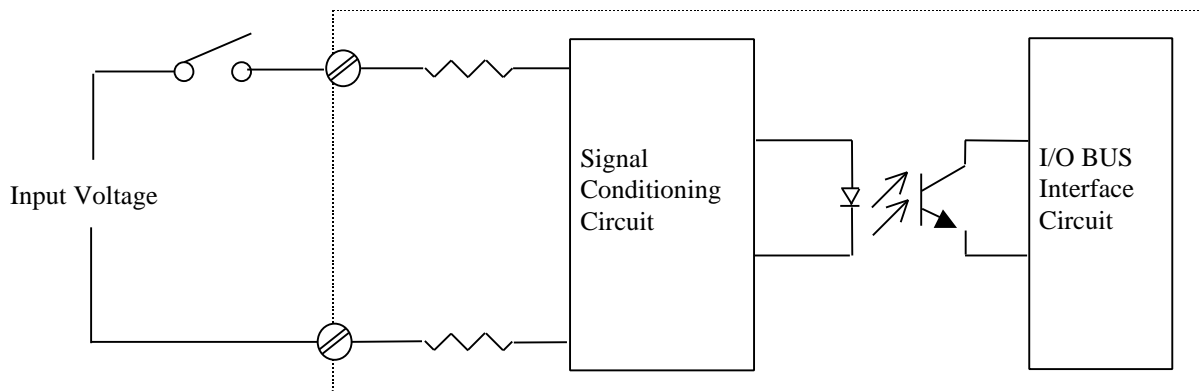 Input Voltage
Signal
Conditioning
Circuit
I/O BUS
Interface
Circuit